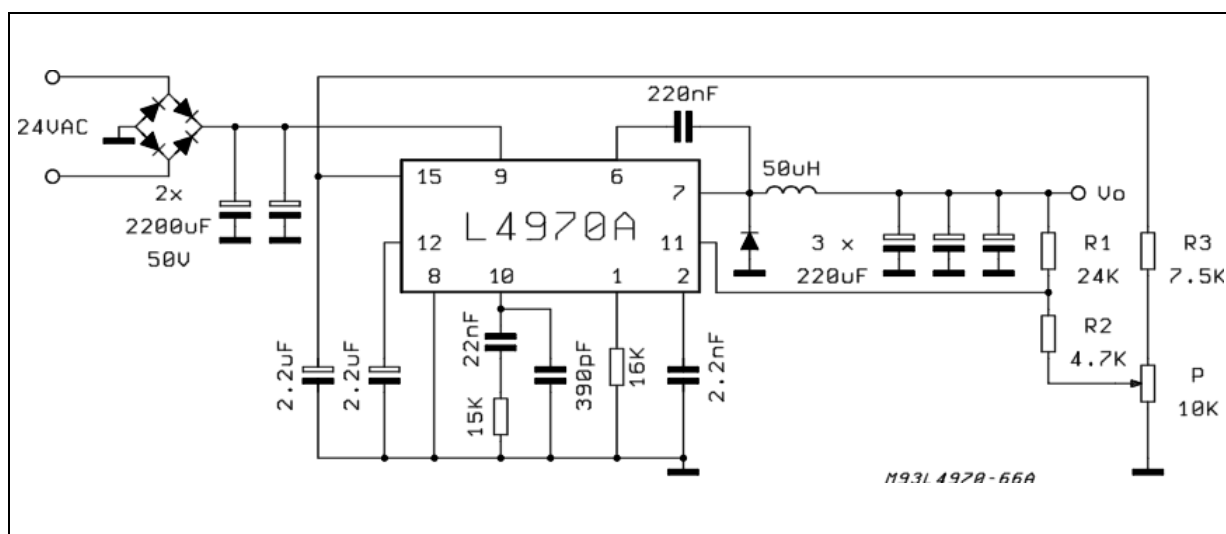 220nF
24VAC
15
9
6
50uH
7
Vo
2x
2200uF
50V
L4970A
12
11
3 x
220uF
R1
24K
R3
7.5K
8
10
1
2
R2
4.7K
2.2uF
2.2uF
22nF
15K
390pF
16K
2.2nF
P
10K
M93L4970-66A